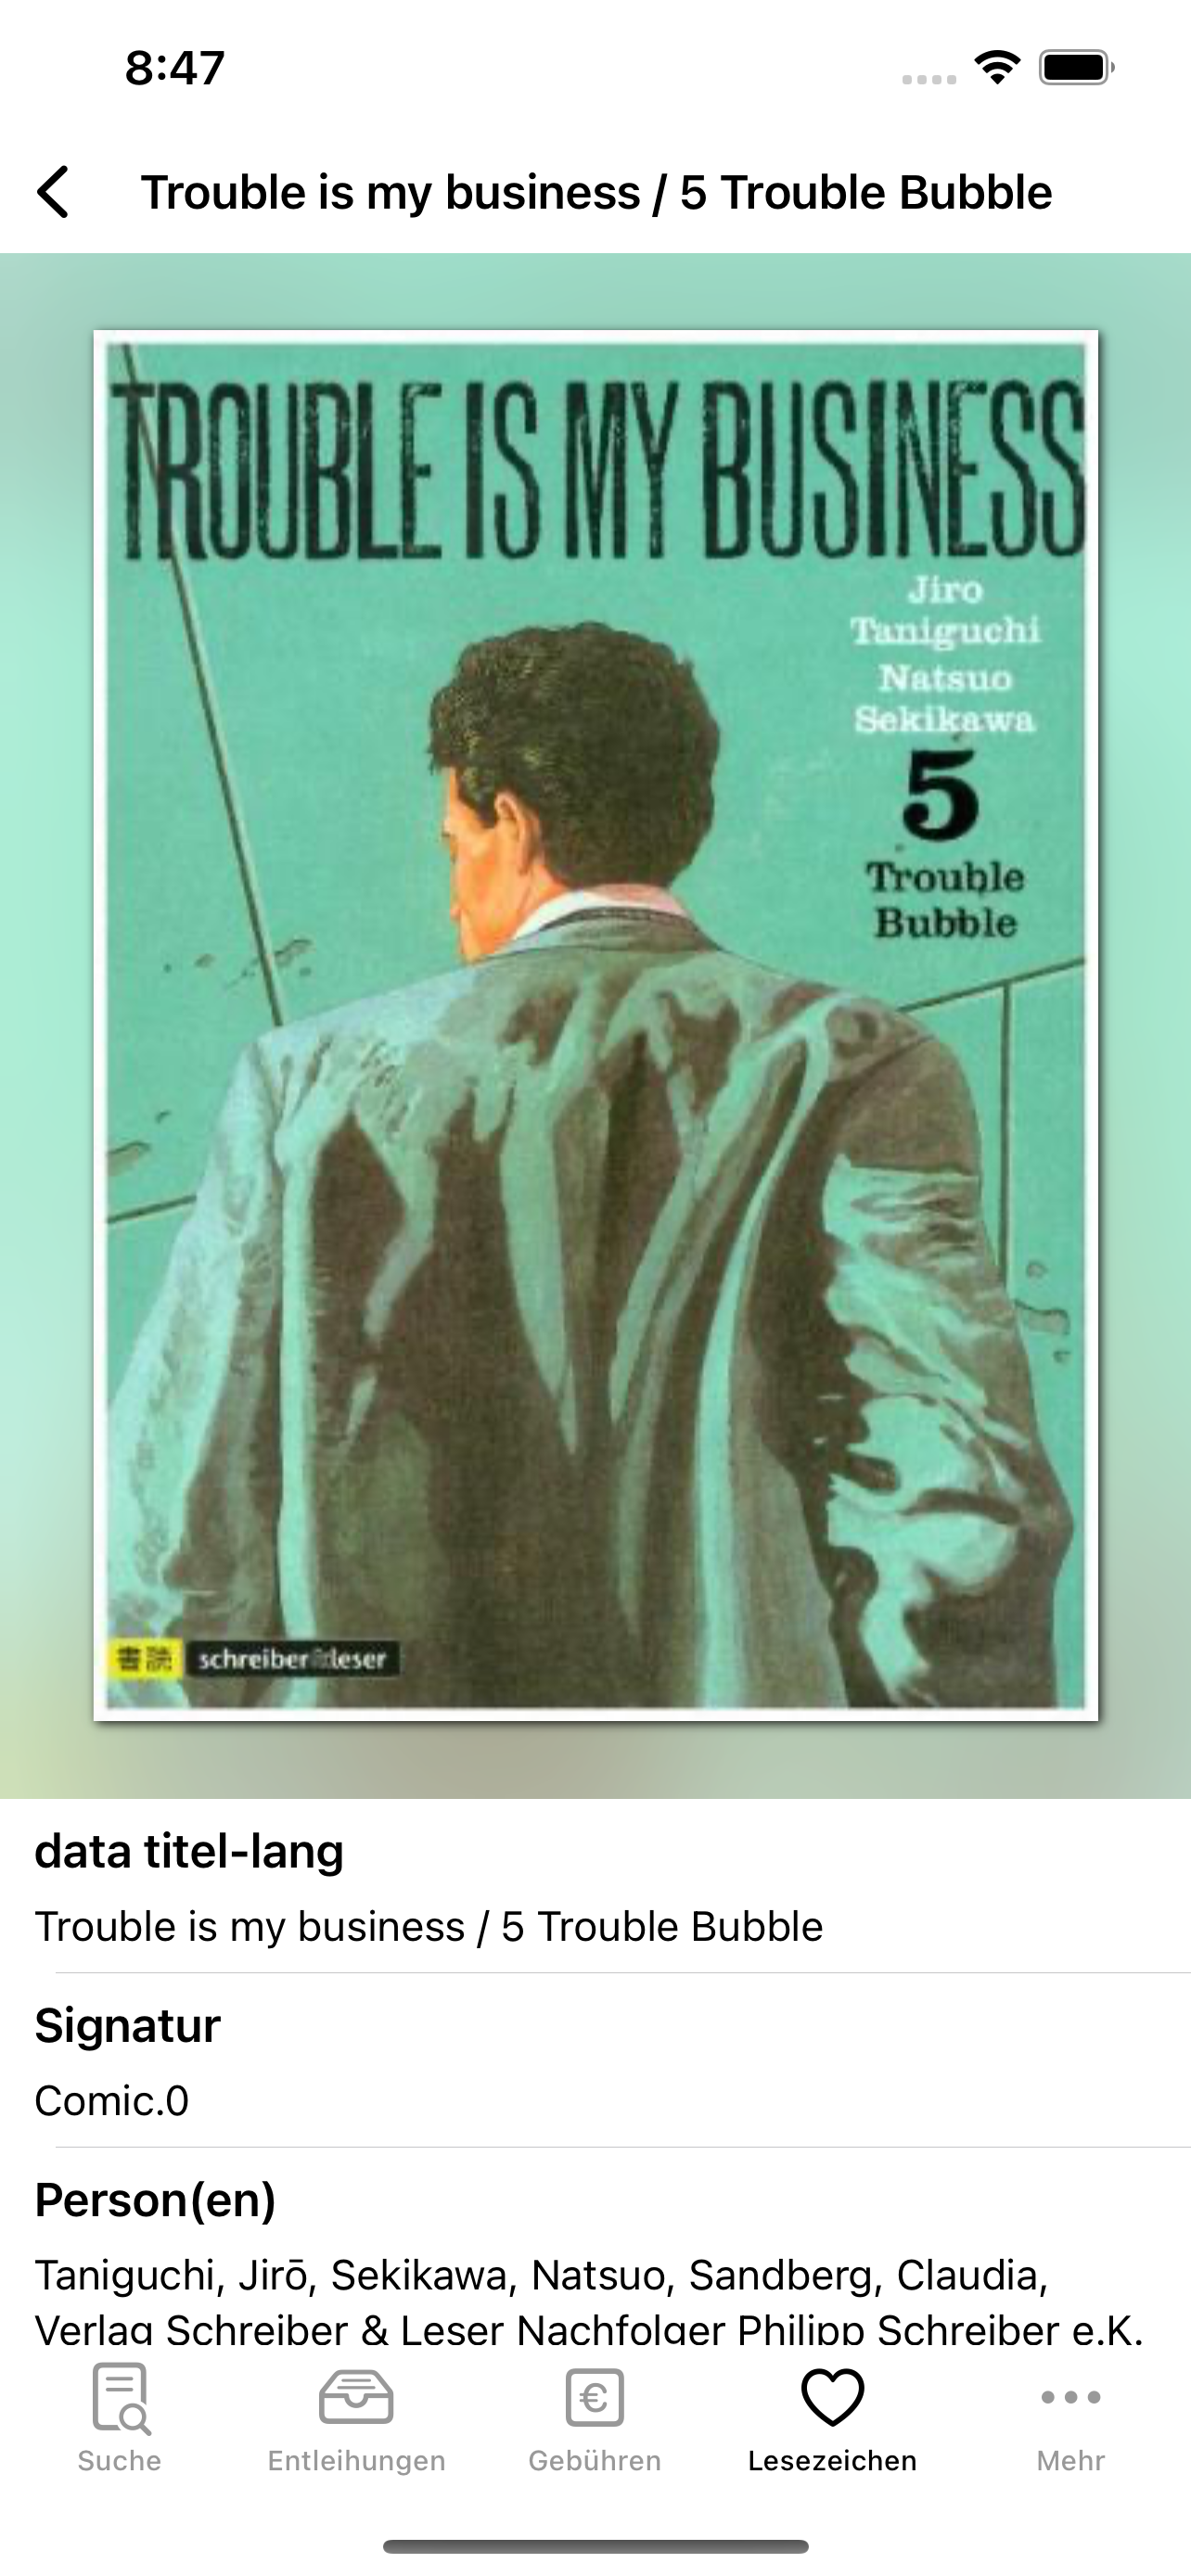 8:47
Trouble is my business / 5 Trouble Bubble
TROUBLE IS MY BUSINESS
Jiro
Taniguchi
Natsuo
Sekikawa
5
Trouble
Bubble
書読 schreiber&leser
data titel-lang
Trouble is my business / 5 Trouble Bubble
Signatur
Comic.0
Person(en)
Taniguchi, Jirō, Sekikawa, Natsuo, Sandberg, Claudia,
Verlag Schreiber & Leser Nachfolger Philipp Schreiber e.K.
Suche Entleihungen € Gebühren Lesezeichen Mehr